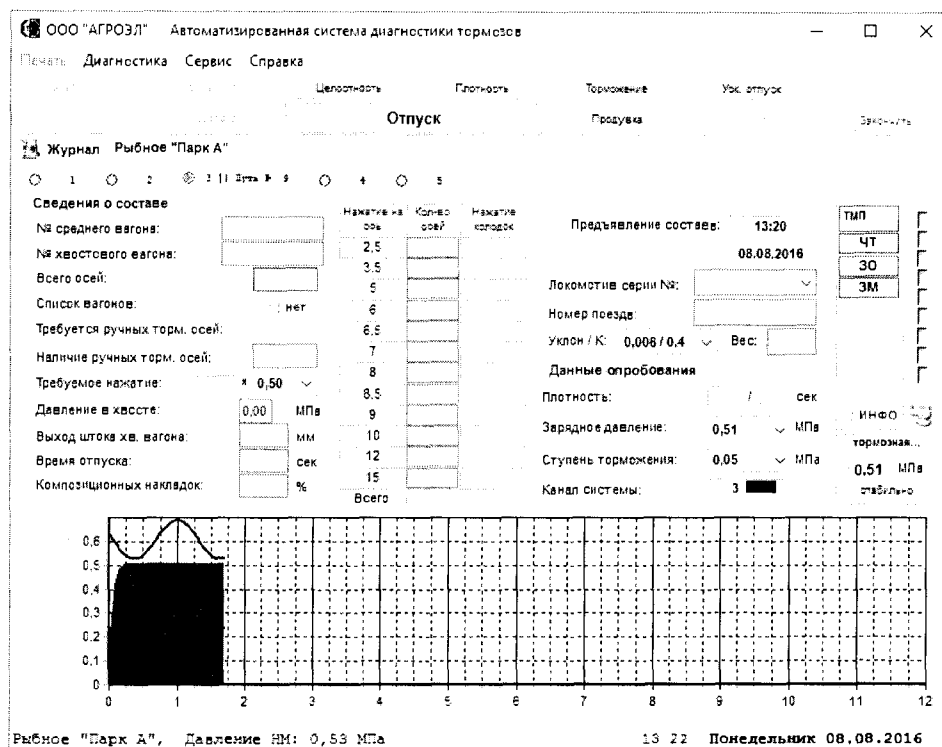 ООО "АГРОЭЛ" Автоматизированная система диагностики тормозов
Печать Диагностика Сервис Справка
Целостность Плотность Торможение Уск. отпуск
Отпуск Продувка Закончить
Журнал Рыбное "Парк А"
1 2 3 4 5
Сведения о составе
№ среднего вагона:
№ хвостового вагона:
Всего осей:
Список вагонов: нет
Требуется ручных торм. осей:
Наличие ручных торм. осей:
Требуемое нажатие: * 0,50
Давление в хвосте: 0,00 МПа
Выход штока хв. вагона: мм
Время отпуска: сек
Композиционных накладок: %
Нажатие на ось Кол-во осей Нажатие колодок
2,5
3,5
5
6
6,5
7
8
8,5
9
10
12
15
Всего
Предъявление состава: 13:20
08.08.2016
Локомотив серии №:
Номер поезда:
Уклон / К: 0,006 / 0,4 Вес:
Данные опробования
Плотность: / сек
Зарядное давление: 0,51 МПа
Ступень торможения: 0,05 МПа
Канал системы: 3
ТМП
ЧТ
ЗО
ЗМ
ИНФО
тормозная...
0,51 МПа
стабильно
0,6
0,5
0,4
0,3
0,2
0,1
0
0 1 2 3 4 5 6 7 8 9 10 11 12
Рыбное "Парк А", Давление НМ: 0,53 МПа 13 22 Понедельник 08.08.2016